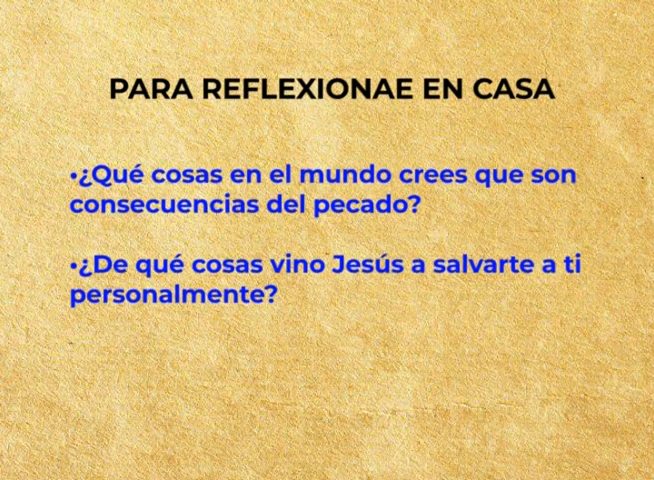 PARA REFLEXIONAE EN CASA
•¿Qué cosas en el mundo crees que son
consecuencias del pecado?
•¿De qué cosas vino Jesús a salvarte a ti
personalmente?